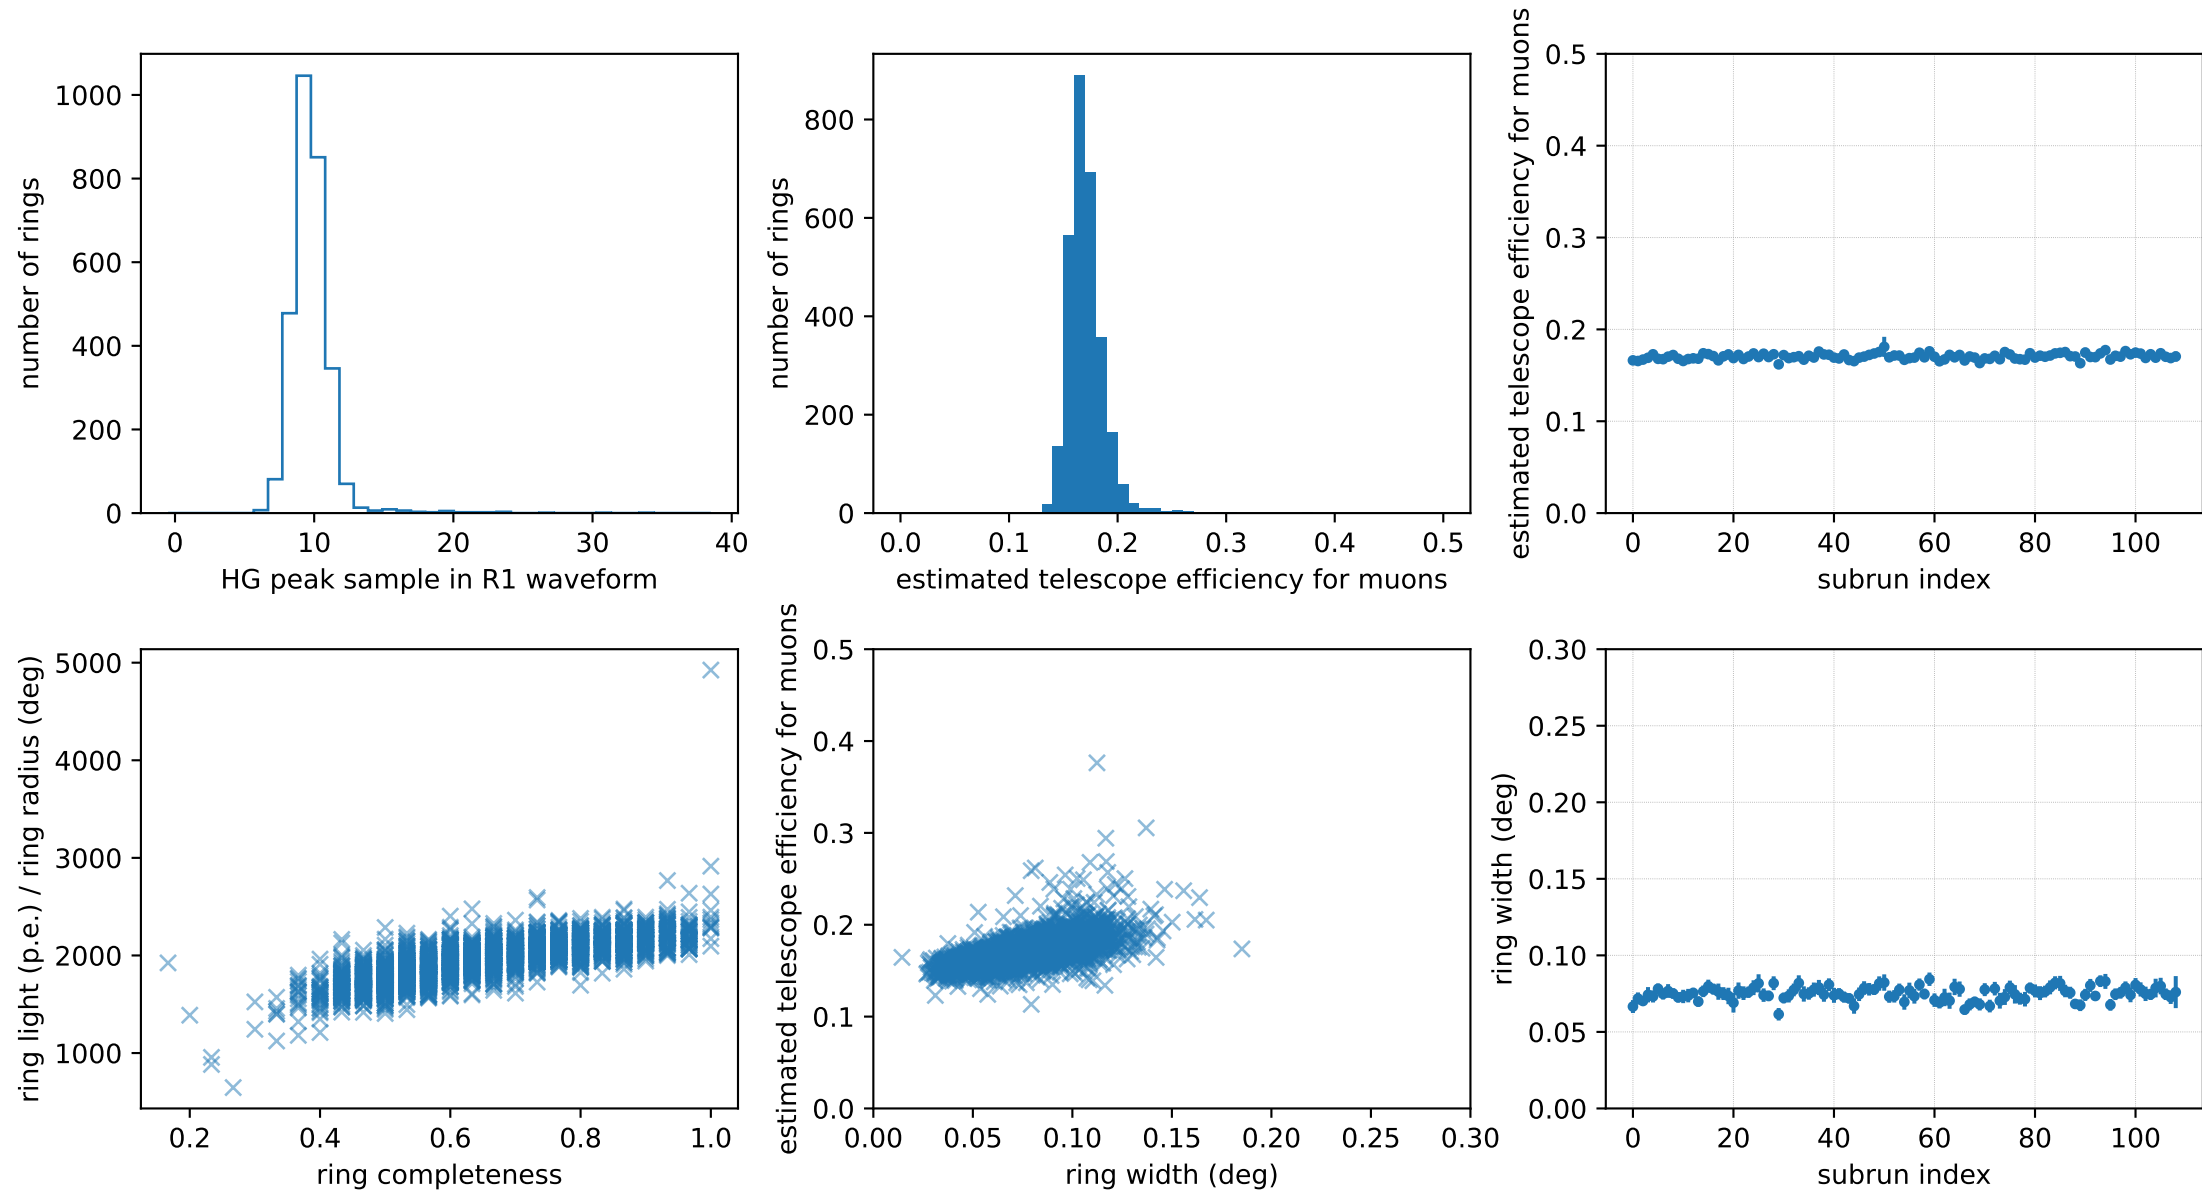 number of rings
1000
800
600
400
200
0
0 10 20 30 40
HG peak sample in R1 waveform
number of rings
800
600
400
200
0
0.0 0.1 0.2 0.3 0.4 0.5
estimated telescope efficiency for muons
estimated telescope efficiency for muons
0.5
0.4
0.3
0.2
0.1
0.0
0 20 40 60 80 100
subrun index
ring light (p.e.) / ring radius (deg)
5000
4000
3000
2000
1000
0.2 0.4 0.6 0.8 1.0
ring completeness
estimated telescope efficiency for muons
0.5
0.4
0.3
0.2
0.1
0.0
0.00 0.05 0.10 0.15 0.20 0.25 0.30
ring width (deg)
ring width (deg)
0.30
0.25
0.20
0.15
0.10
0.05
0.00
0 20 40 60 80 100
subrun index